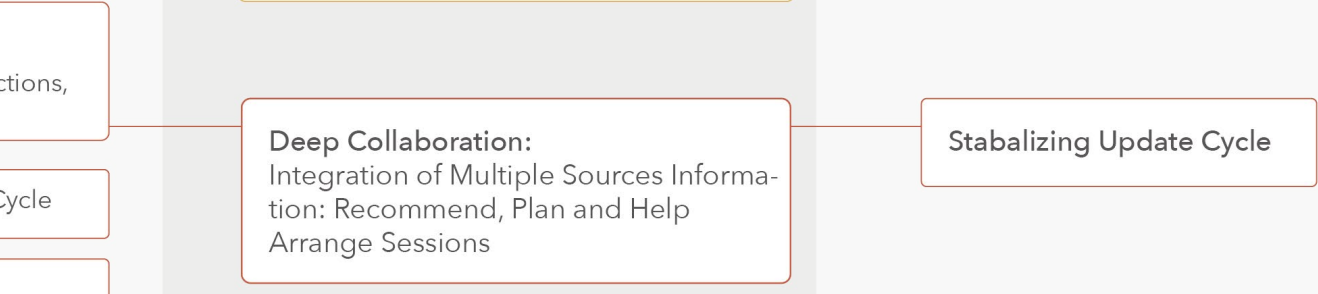 ctions,
Cycle
Deep Collaboration:
Integration of Multiple Sources Informa-
tion: Recommend, Plan and Help
Arrange Sessions
Stabalizing Update Cycle